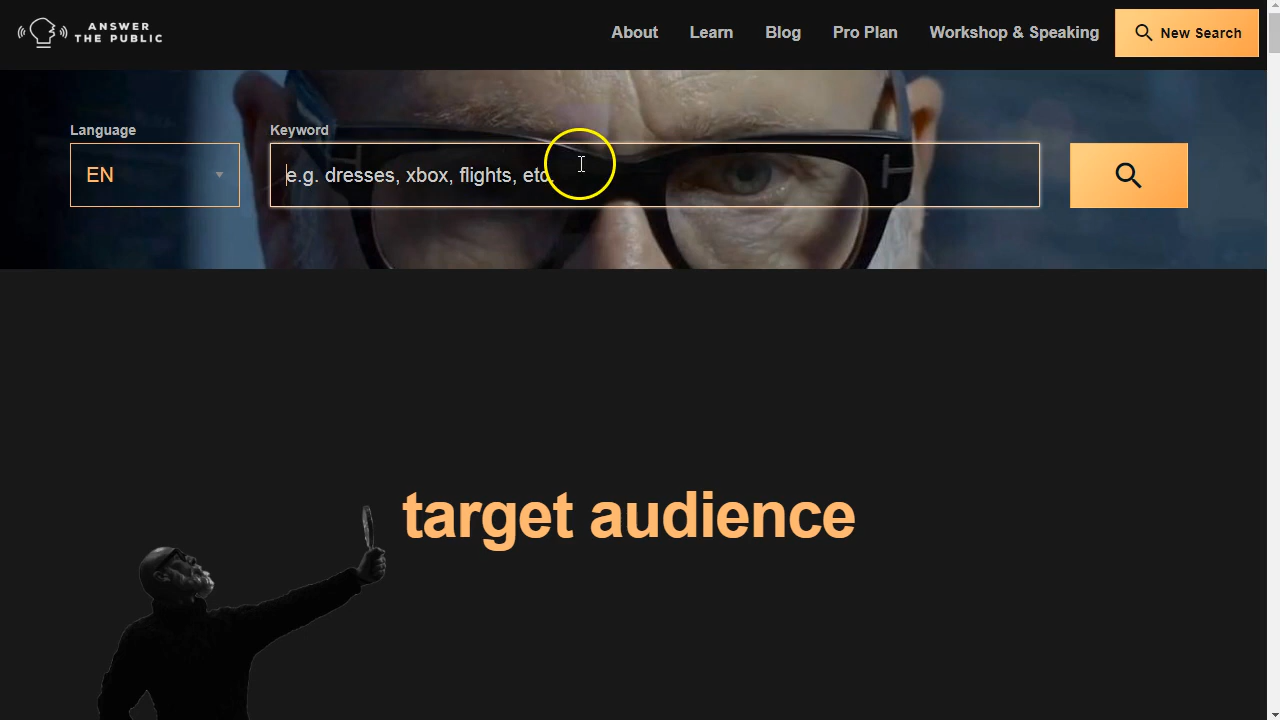 ANSWER
THE PUBLIC
About Learn Blog Pro Plan Workshop & Speaking New Search
Language Keyword
EN e.g. dresses, xbox, flights, etc.
target audience